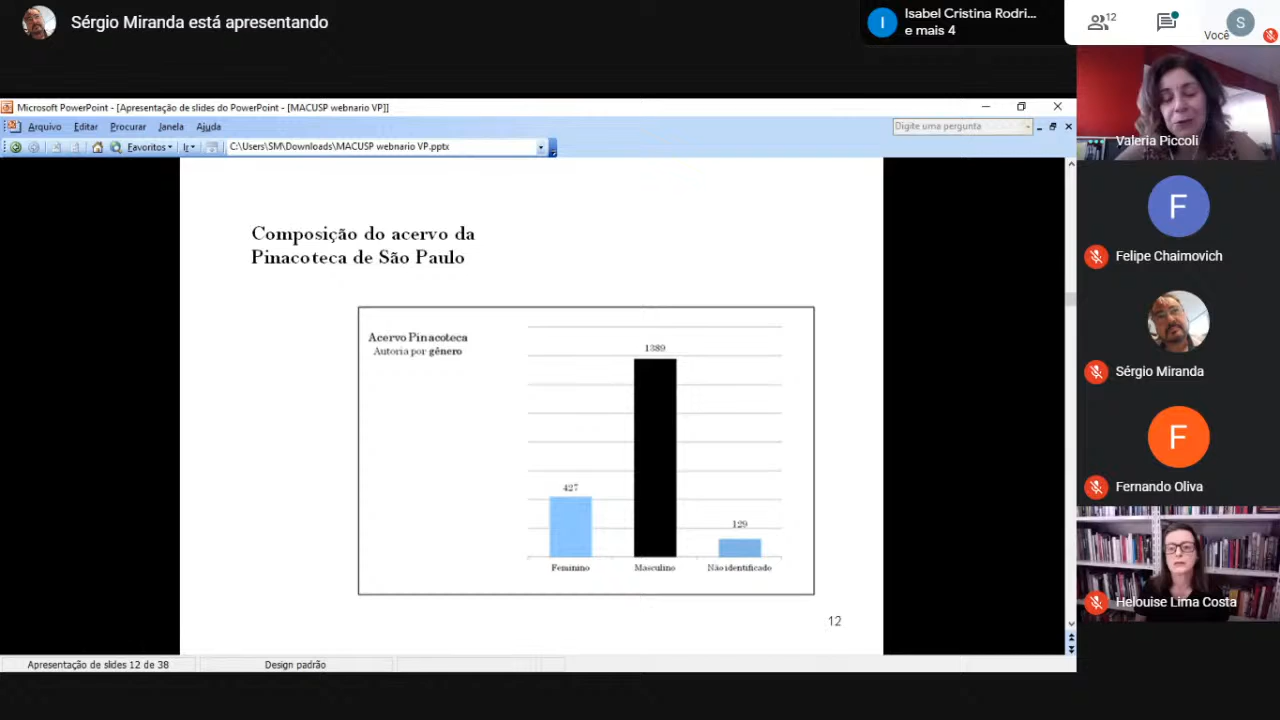 Sérgio Miranda está apresentando
I
Isabel Cristina Rodri...
e mais 4
12
S
Você
Microsoft PowerPoint - [Apresentação de slides do PowerPoint - [MACUSP webnario VP]]
Arquivo Editar Procurar Janela Ajuda
Digite uma pergunta
Favoritos
Ir
C:\Users\SM\Downloads\MACUSP webnario VP.pptx
Composição do acervo da
Pinacoteca de São Paulo
Acervo Pinacoteca
Autoria por gênero
1389
427
129
Feminino Masculino Não identificado
12
Apresentação de slides 12 de 38
Design padrão
Valeria Piccoli
F
Felipe Chaimovich
Sérgio Miranda
F
Fernando Oliva
Helouise Lima Costa